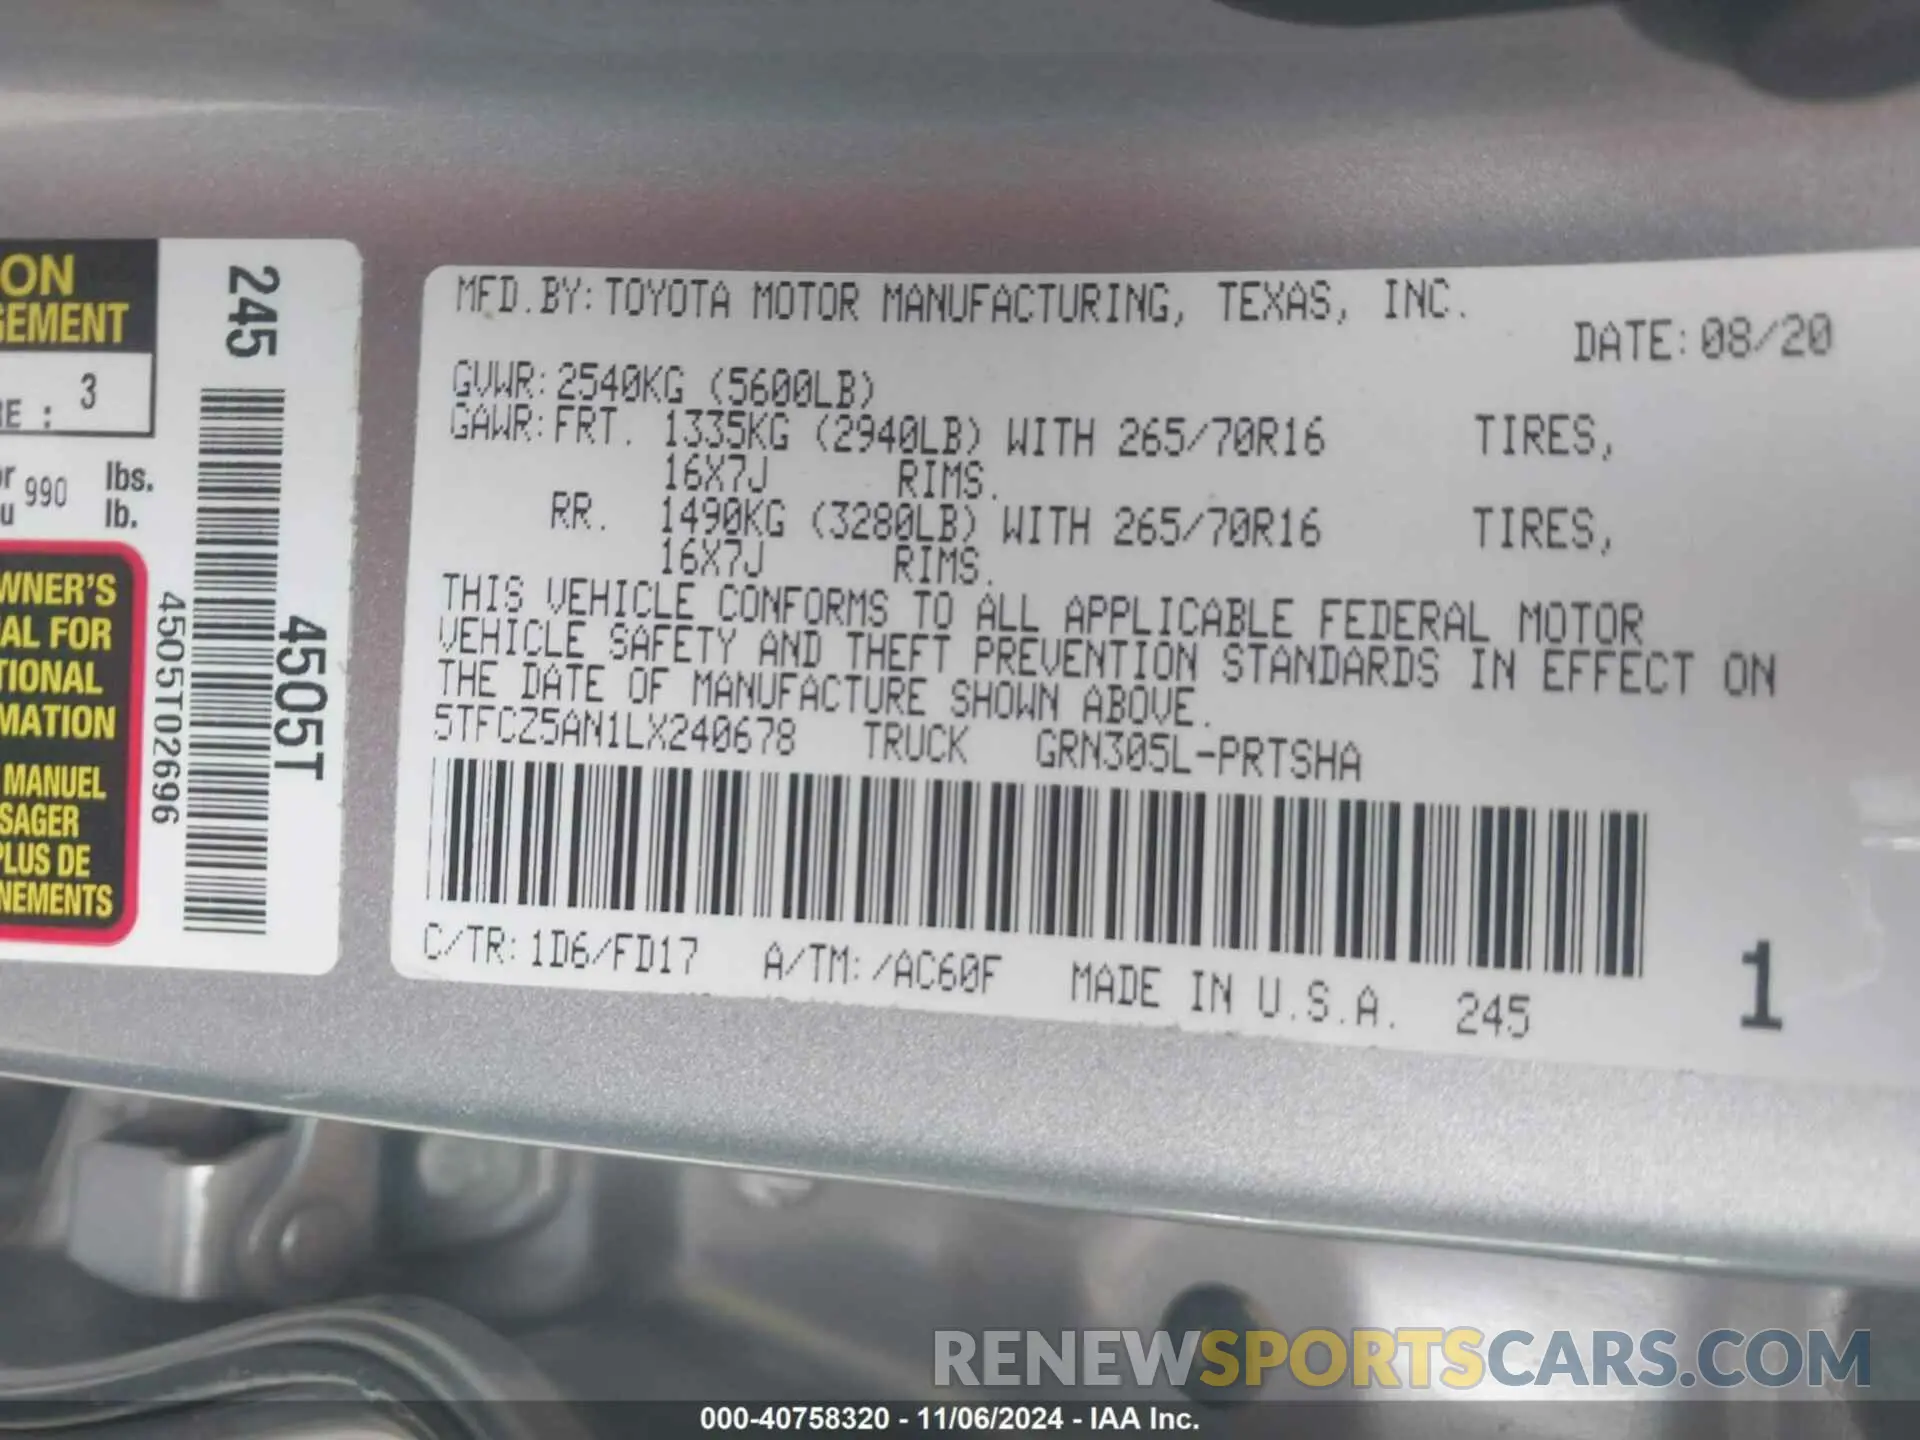 ON
GEMENT
RE : 3
or 990 lbs.
u lb.
WNER'S
AL FOR
TIONAL
MATION
MANUEL
SAGER
PLUS DE
NEMENTS
245
4505T
4505T02696
MFD.BY: TOYOTA MOTOR MANUFACTURING, TEXAS, INC.
DATE: 08/20
GVWR: 2540KG (5600LB)
GAWR: FRT. 1335KG (2940LB) WITH 265/70R16 TIRES,
16X7J RIMS.
RR. 1490KG (3280LB) WITH 265/70R16 TIRES,
16X7J RIMS.
THIS VEHICLE CONFORMS TO ALL APPLICABLE FEDERAL MOTOR
VEHICLE SAFETY AND THEFT PREVENTION STANDARDS IN EFFECT ON
THE DATE OF MANUFACTURE SHOWN ABOVE.
5TFCZ5AN1LX240678 TRUCK GRN305L-PRTSHA
C/TR: 1D6/FD17 A/TM: /AC60F MADE IN U.S.A. 245
1
RENEWSPORTSCARS.COM
000-40758320 - 11/06/2024 - IAA Inc.